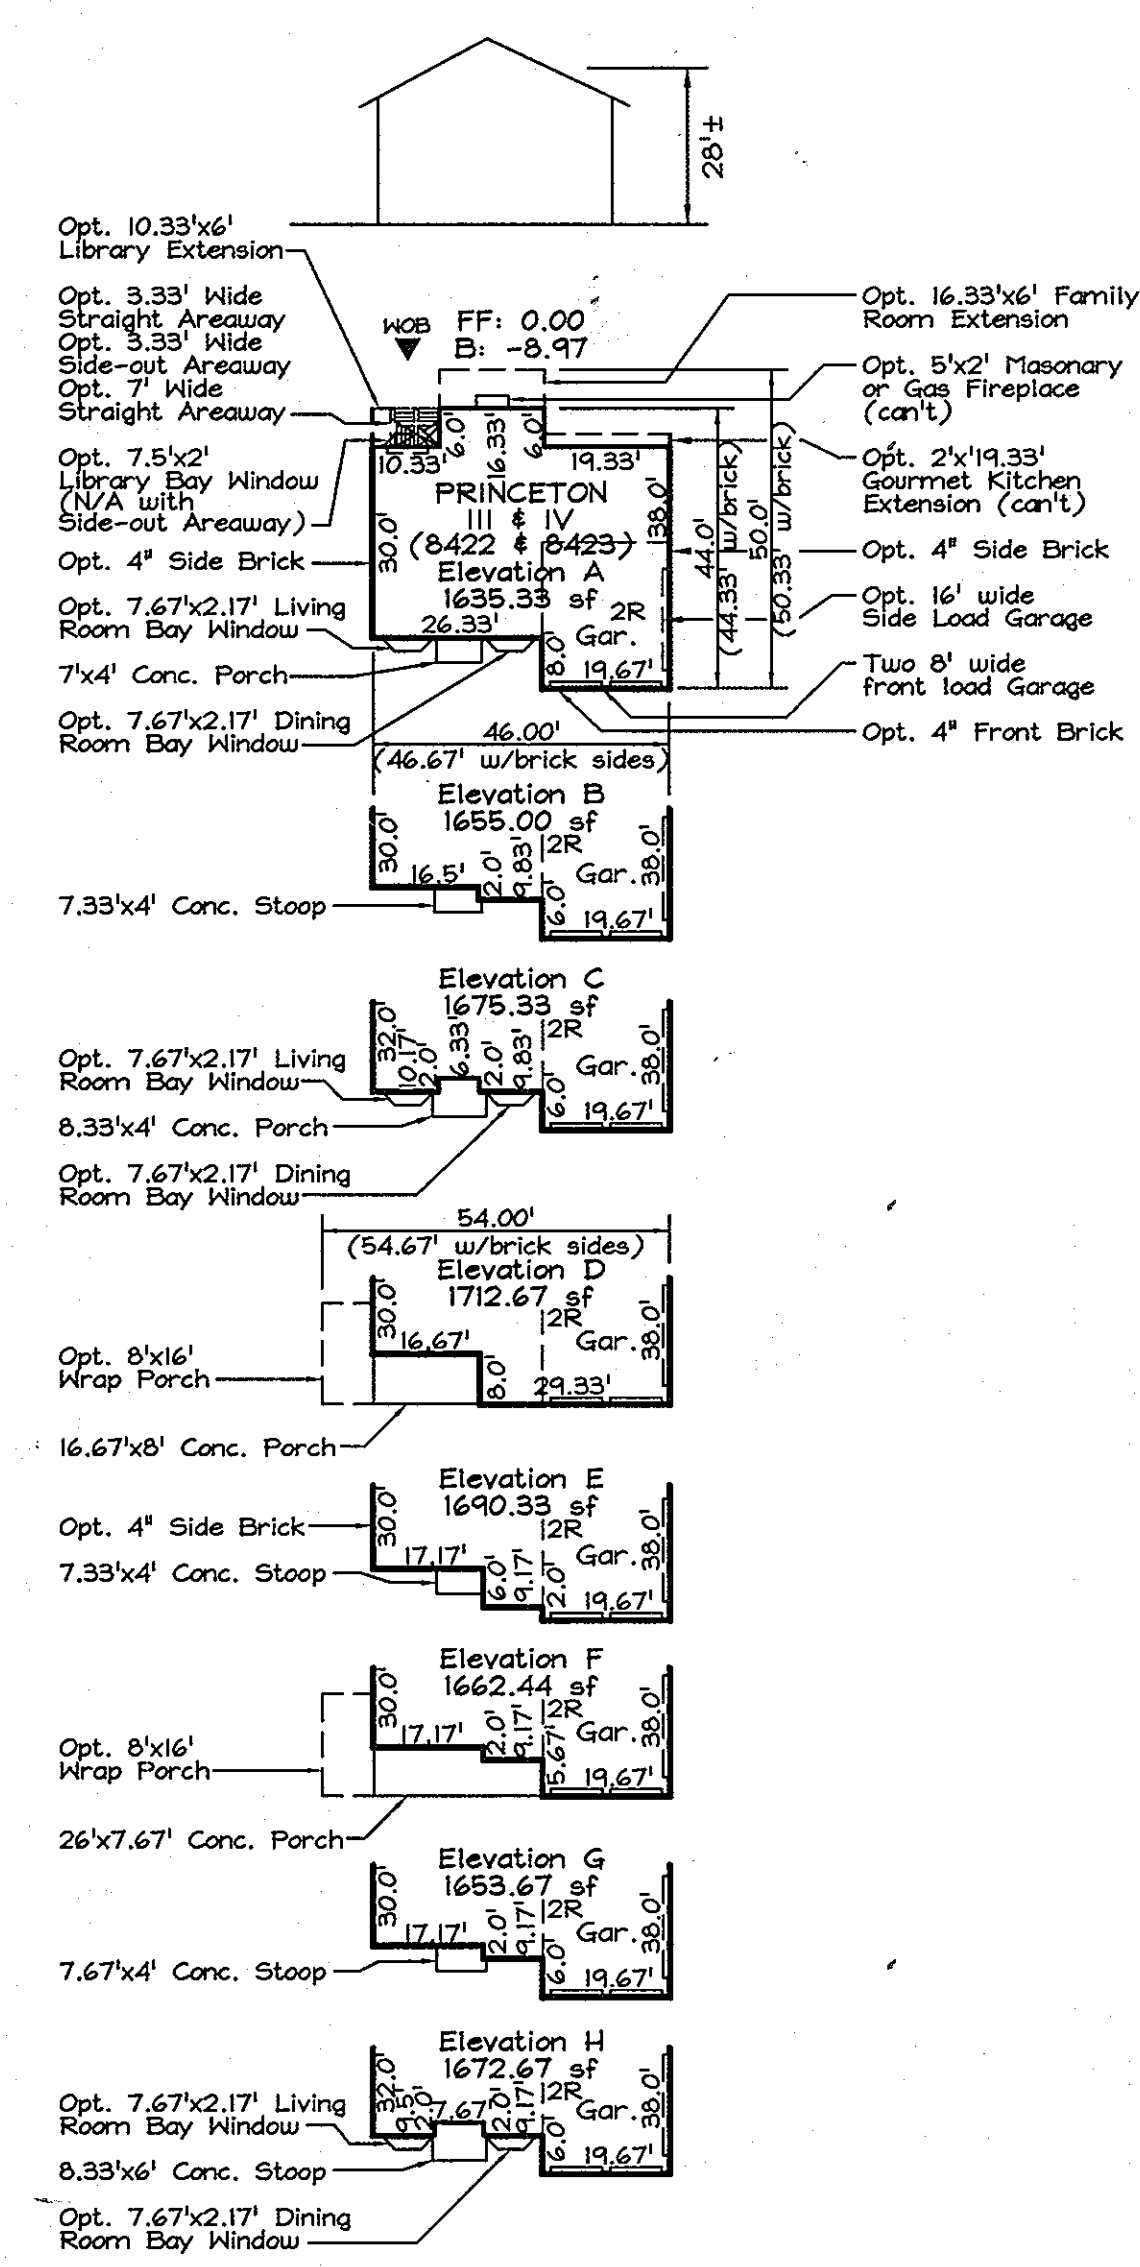 28'±
Opt. 10.33'x6'
Library Extension
Opt. 3.33' Wide
Straight Areaway
Opt. 3.33' Wide
Side-out Areaway
Opt. 7' Wide
Straight Areaway
Opt. 7.5'x2'
Library Bay Window
(N/A with
Side-out Areaway)
Opt. 4" Side Brick
Opt. 7.67'x2.17' Living
Room Bay Window
7'x4' Conc. Porch
Opt. 7.67'x2.17' Dining
Room Bay Window
WOB
FF: 0.00
B: -8.97
6.0'
16.33'
6.0'
10.33'
19.33'
PRINCETON
III & IV
(8422 & 8423)
Elevation A
1635.33 sf
30.0'
38.0'
26.33'
2R
Gar.
8.0'
19.67'
44.0'
(44.33' w/brick)
50.0'
(50.33' w/brick)
46.00'
(46.67' w/brick sides)
Opt. 16.33'x6' Family
Room Extension
Opt. 5'x2' Masonary
or Gas Fireplace
(can't)
Opt. 2'x'19.33'
Gourmet Kitchen
Extension (can't)
Opt. 4" Side Brick
Opt. 16' wide
Side Load Garage
Two 8' wide
front load Garage
Opt. 4" Front Brick
Elevation B
1655.00 sf
30.0'
16.5'
2.0'
9.83'
2R
Gar.
38.0'
6.0'
19.67'
7.33'x4' Conc. Stoop
Elevation C
1675.33 sf
32.0'
10.17'
2.0'
6.33'
2.0'
9.83'
2R
Gar.
38.0'
6.0'
19.67'
Opt. 7.67'x2.17' Living
Room Bay Window
8.33'x4' Conc. Porch
Opt. 7.67'x2.17' Dining
Room Bay Window
54.00'
(54.67' w/brick sides)
Elevation D
1712.67 sf
30.0'
16.67'
8.0'
2R
Gar.
38.0'
29.33'
Opt. 8'x16'
Wrap Porch
16.67'x8' Conc. Porch
Elevation E
1690.33 sf
30.0'
17.17'
6.0'
9.17'
2.0'
2R
Gar.
38.0'
19.67'
Opt. 4" Side Brick
7.33'x4' Conc. Stoop
Elevation F
1662.44 sf
30.0'
17.17'
2.0'
9.17'
5.67'
2R
Gar.
38.0'
19.67'
Opt. 8'x16'
Wrap Porch
26'x7.67' Conc. Porch
Elevation G
1653.67 sf
30.0'
17.17'
2.0'
9.17'
2R
Gar.
38.0'
6.0'
19.67'
7.67'x4' Conc. Stoop
Elevation H
1672.67 sf
32.0'
9.5'
2.0'
7.67'
2.0'
9.17'
2R
Gar.
38.0'
6.0'
19.67'
Opt. 7.67'x2.17' Living
Room Bay Window
8.33'x6' Conc. Stoop
Opt. 7.67'x2.17' Dining
Room Bay Window